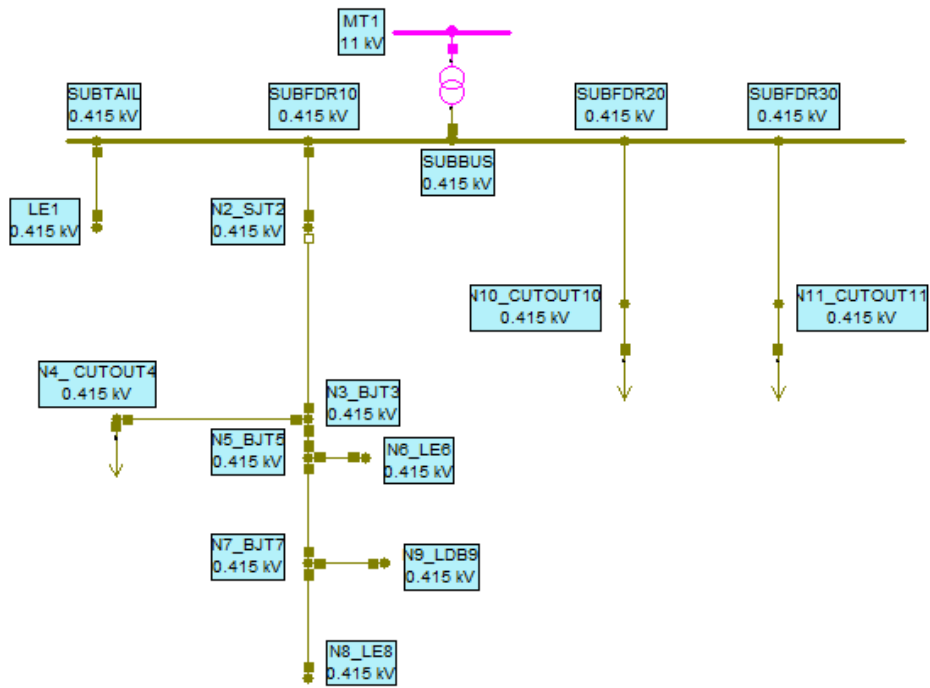 MT1
11 kV
SUBTAIL
0.415 kV
SUBFDR10
0.415 kV
SUBFDR20
0.415 kV
SUBFDR30
0.415 kV
SUBBUS
0.415 kV
LE1
0.415 kV
N2_SJT2
0.415 kV
N10_CUTOUT10
0.415 kV
N11_CUTOUT11
0.415 kV
N4_ CUTOUT4
0.415 kV
N3_BJT3
0.415 kV
N5_BJT5
0.415 kV
N6_LE6
0.415 kV
N7_BJT7
0.415 kV
N9_LDB9
0.415 kV
N8_LE8
0.415 kV